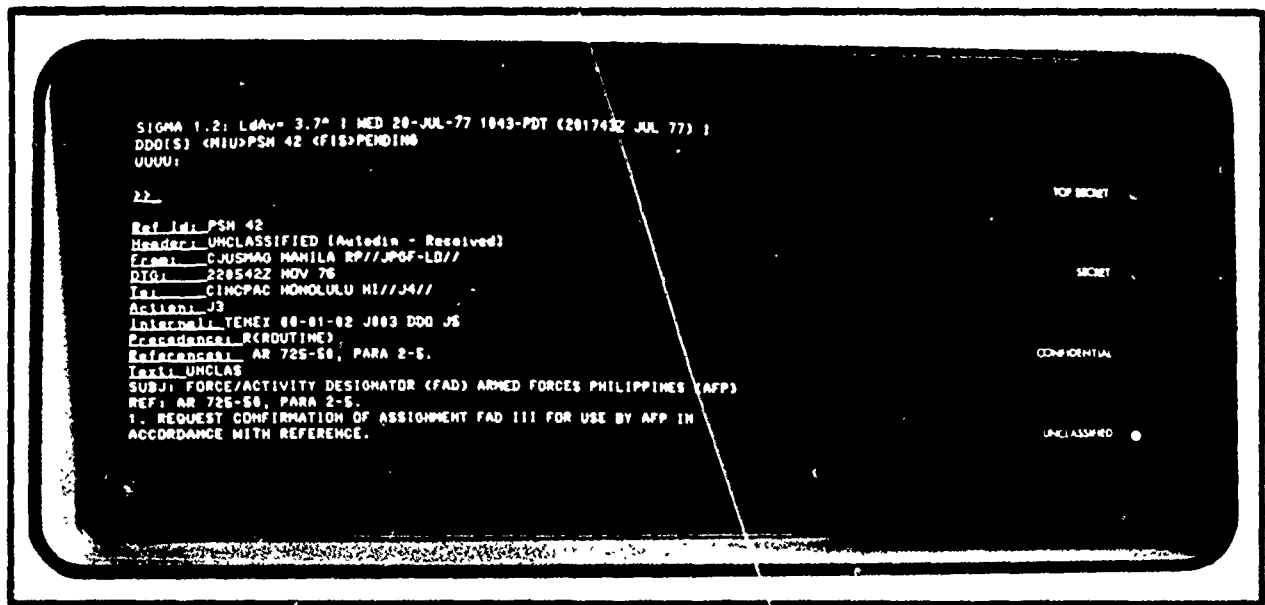 SIGMA 1.2: LdAv= 3.7^ ! WED 20-JUL-77 1043-PDT (201743Z JUL 77) !
DDO[S] <MIU>PSH 42 <FIS>PENDING
UUUU:
>>_
Ref Id: PSH 42
Header: UNCLASSIFIED [Autodin - Received]
From: CJUSMAG MANILA RP//JPGF-LD//
DTG: 220542Z NOV 76
To: CINCPAC HONOLULU HI//J4//
Action: J3
Internal: TENEX 00-01-02 J003 DDO J5
Precedence: R(ROUTINE)
References: AR 725-50, PARA 2-5.
Text: UNCLAS
SUBJ: FORCE/ACTIVITY DESIGNATOR (FAD) ARMED FORCES PHILIPPINES (AFP)
REF: AR 725-50, PARA 2-5.
1. REQUEST CONFIRMATION OF ASSIGNMENT FAD III FOR USE BY AFP IN
ACCORDANCE WITH REFERENCE.
TOP SECRET
SECRET
CONFIDENTIAL
UNCLASSIFIED